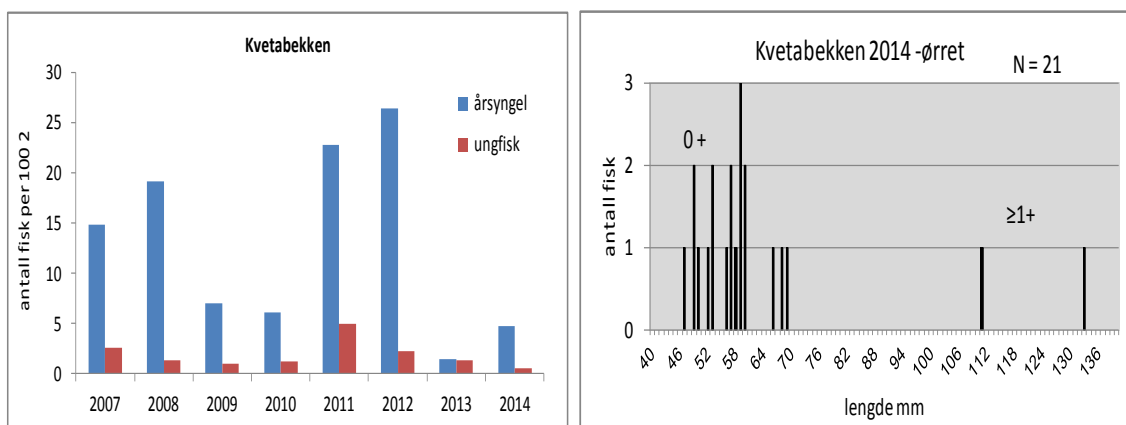 Kvetabekken
antall fisk per 100 2
30
25
20
15
10
5
0
årsyngel
ungfisk
2007 2008 2009 2010 2011 2012 2013 2014
Kvetabekken 2014 -ørret
N = 21
antall fisk
3
2
1
0
0 +
≥1+
40 46 52 58 64 70 76 82 88 94 100 106 112 118 124 130 136
lengde mm